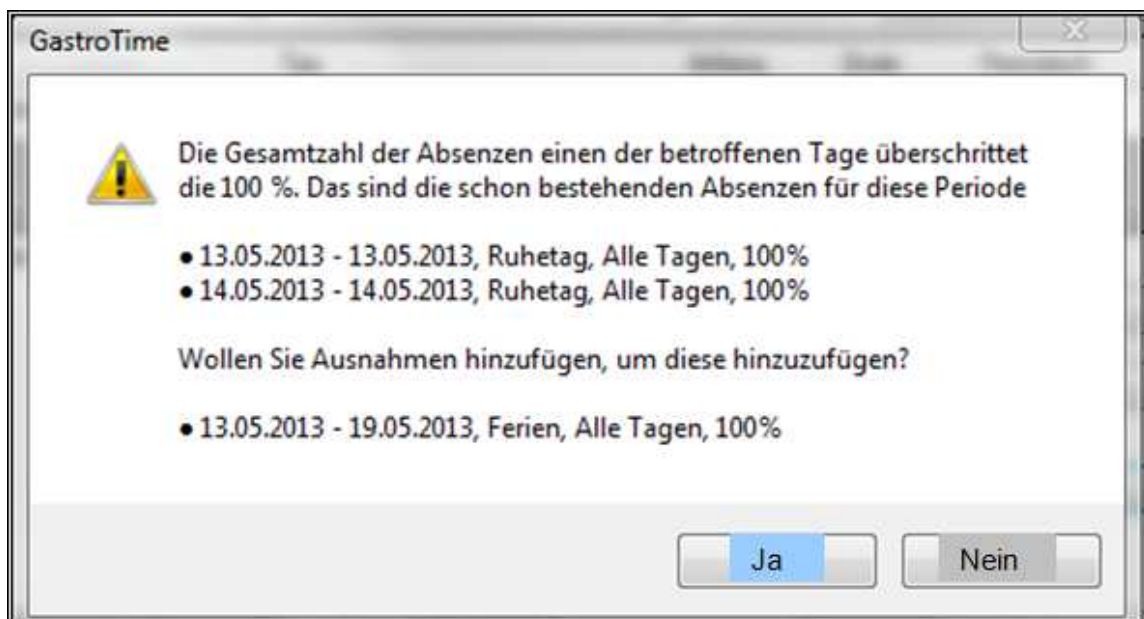 GastroTime
Die Gesamtzahl der Absenzen einen der betroffenen Tage überschrittet
die 100 %. Das sind die schon bestehenden Absenzen für diese Periode
● 13.05.2013 - 13.05.2013, Ruhetag, Alle Tagen, 100%
● 14.05.2013 - 14.05.2013, Ruhetag, Alle Tagen, 100%
Wollen Sie Ausnahmen hinzufügen, um diese hinzuzufügen?
● 13.05.2013 - 19.05.2013, Ferien, Alle Tagen, 100%
Ja Nein